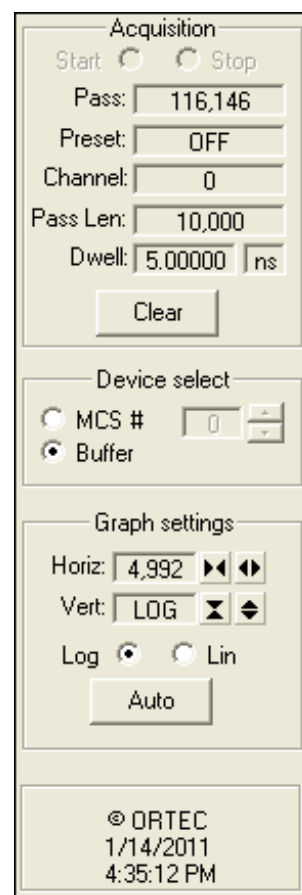 Acquisition
Start Stop
Pass: 116,146
Preset: OFF
Channel: 0
Pass Len: 10,000
Dwell: 5.00000 ns
Clear
Device select
MCS # 0
Buffer
Graph settings
Horiz: 4,992
Vert: LOG
Log Lin
Auto
© ORTEC
1/14/2011
4:35:12 PM